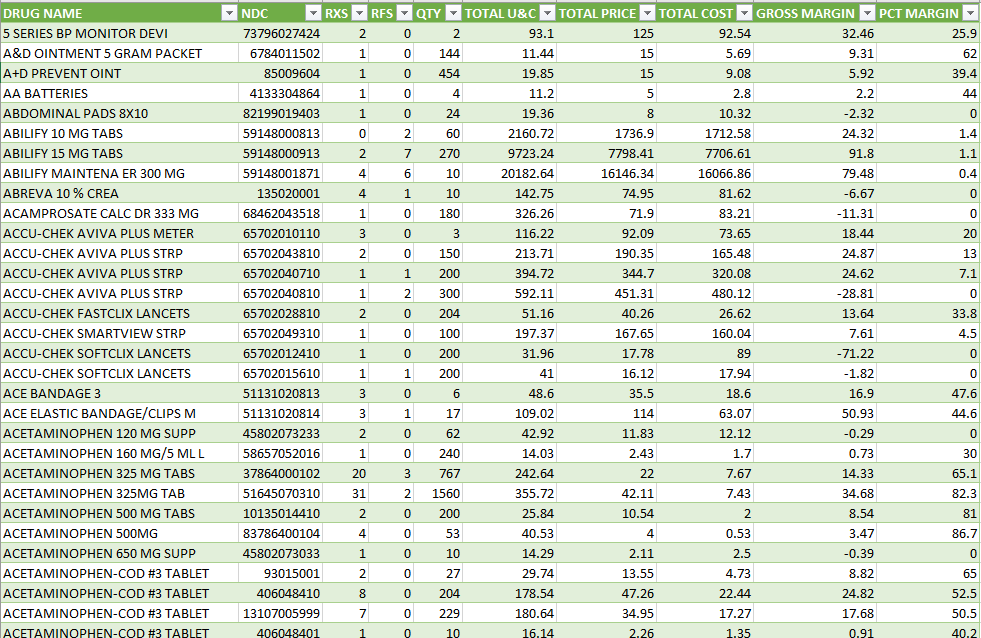 DRUG NAME NDC RXS RFS QTY TOTAL U&C TOTAL PRICE TOTAL COST GROSS MARGIN PCT MARGIN
5 SERIES BP MONITOR DEVI 73796027424 2 0 2 93.1 125 92.54 32.46 25.9
A&D OINTMENT 5 GRAM PACKET 6784011502 1 0 144 11.44 15 5.69 9.31 62
A+D PREVENT OINT 85009604 1 0 454 19.85 15 9.08 5.92 39.4
AA BATTERIES 4133304864 1 0 4 11.2 5 2.8 2.2 44
ABDOMINAL PADS 8X10 82199019403 1 0 24 19.36 8 10.32 -2.32 0
ABILIFY 10 MG TABS 59148000813 0 2 60 2160.72 1736.9 1712.58 24.32 1.4
ABILIFY 15 MG TABS 59148000913 2 7 270 9723.24 7798.41 7706.61 91.8 1.1
ABILIFY MAINTENA ER 300 MG 59148001871 4 6 10 20182.64 16146.34 16066.86 79.48 0.4
ABREVA 10 % CREA 135020001 4 1 10 142.75 74.95 81.62 -6.67 0
ACAMPROSATE CALC DR 333 MG 68462043518 1 0 180 326.26 71.9 83.21 -11.31 0
ACCU-CHEK AVIVA PLUS METER 65702010110 3 0 3 116.22 92.09 73.65 18.44 20
ACCU-CHEK AVIVA PLUS STRP 65702043810 2 0 150 213.71 190.35 165.48 24.87 13
ACCU-CHEK AVIVA PLUS STRP 65702040710 1 1 200 394.72 344.7 320.08 24.62 7.1
ACCU-CHEK AVIVA PLUS STRP 65702040810 1 2 300 592.11 451.31 480.12 -28.81 0
ACCU-CHEK FASTCLIX LANCETS 65702028810 2 0 204 51.16 40.26 26.62 13.64 33.8
ACCU-CHEK SMARTVIEW STRP 65702049310 1 0 100 197.37 167.65 160.04 7.61 4.5
ACCU-CHEK SOFTCLIX LANCETS 65702012410 1 0 200 31.96 17.78 89 -71.22 0
ACCU-CHEK SOFTCLIX LANCETS 65702015610 1 1 200 41 16.12 17.94 -1.82 0
ACE BANDAGE 3 51131020813 3 0 6 48.6 35.5 18.6 16.9 47.6
ACE ELASTIC BANDAGE/CLIPS M 51131020814 3 1 17 109.02 114 63.07 50.93 44.6
ACETAMINOPHEN 120 MG SUPP 45802073233 2 0 62 42.92 11.83 12.12 -0.29 0
ACETAMINOPHEN 160 MG/5 ML L 58657052016 1 0 240 14.03 2.43 1.7 0.73 30
ACETAMINOPHEN 325 MG TABS 37864000102 20 3 767 242.64 22 7.67 14.33 65.1
ACETAMINOPHEN 325MG TAB 51645070310 31 2 1560 355.72 42.11 7.43 34.68 82.3
ACETAMINOPHEN 500 MG TABS 10135014410 2 0 200 25.84 10.54 2 8.54 81
ACETAMINOPHEN 500MG 83786400104 4 0 53 40.53 4 0.53 3.47 86.7
ACETAMINOPHEN 650 MG SUPP 45802073033 1 0 10 14.29 2.11 2.5 -0.39 0
ACETAMINOPHEN-COD #3 TABLET 93015001 2 0 27 29.74 13.55 4.73 8.82 65
ACETAMINOPHEN-COD #3 TABLET 406048410 8 0 204 178.54 47.26 22.44 24.82 52.5
ACETAMINOPHEN-COD #3 TABLET 13107005999 7 0 229 180.64 34.95 17.27 17.68 50.5
ACETAMINOPHEN-COD #3 TABLET 406048401 1 0 10 16.14 2.26 1.35 0.91 40.2